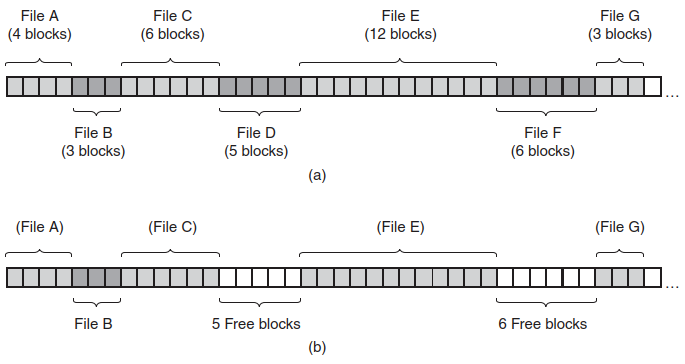 File A
(4 blocks)
File C
(6 blocks)
File E
(12 blocks)
File G
(3 blocks)
...
File B
(3 blocks)
File D
(5 blocks)
File F
(6 blocks)
(a)
(File A)
(File C)
(File E)
(File G)
...
File B
5 Free blocks
6 Free blocks
(b)